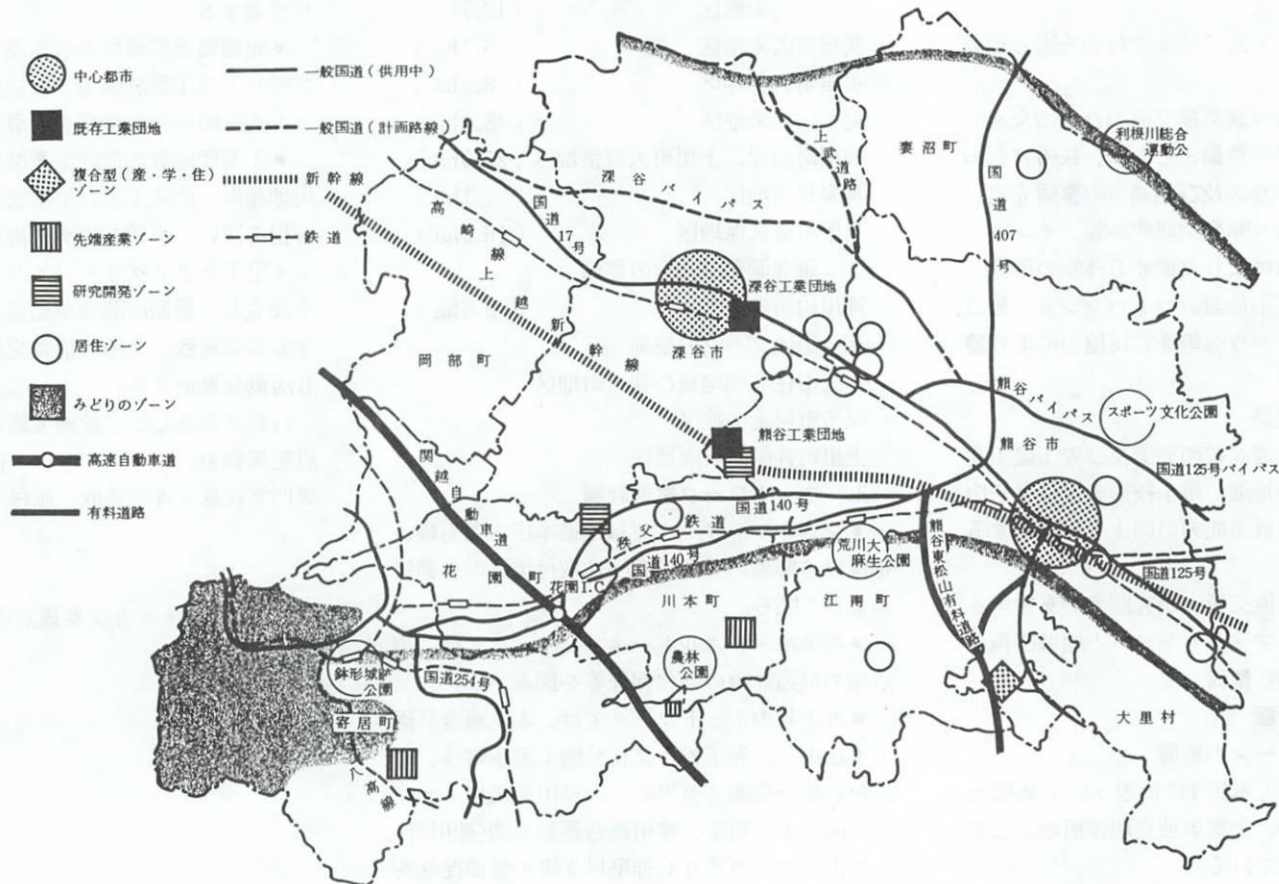 中心都市
既存工業団地
複合型(産・学・住)
ゾーン
先端産業ゾーン
研究開発ゾーン
居住ゾーン
みどりのゾーン
高速自動車道
有料道路
一般国道(供用中)
一般国道(計画路線)
新幹線
鉄道
利根川総合
運動公
妻沼町
上武道路
深谷バイパス
国道17号
高崎線
上越新幹線
国道407号
深谷工業団地
深谷市
岡部町
熊谷バイパス
スポーツ文化公園
熊谷市
熊谷工業団地
国道125号バイパス
関越自動車道
国道140号
秩父鉄道
国道140号
荒川大
麻生公園
熊谷東松山有料道路
国道125号
花園町
花園I.C
川本町
江南町
農林
公園
鉢形城跡
公園
国道254号
寄居町
八高線
大里村